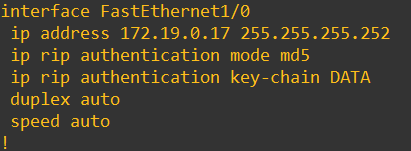 interface FastEthernet1/0
 ip address 172.19.0.17 255.255.255.252
 ip rip authentication mode md5
 ip rip authentication key-chain DATA
 duplex auto
 speed auto
!